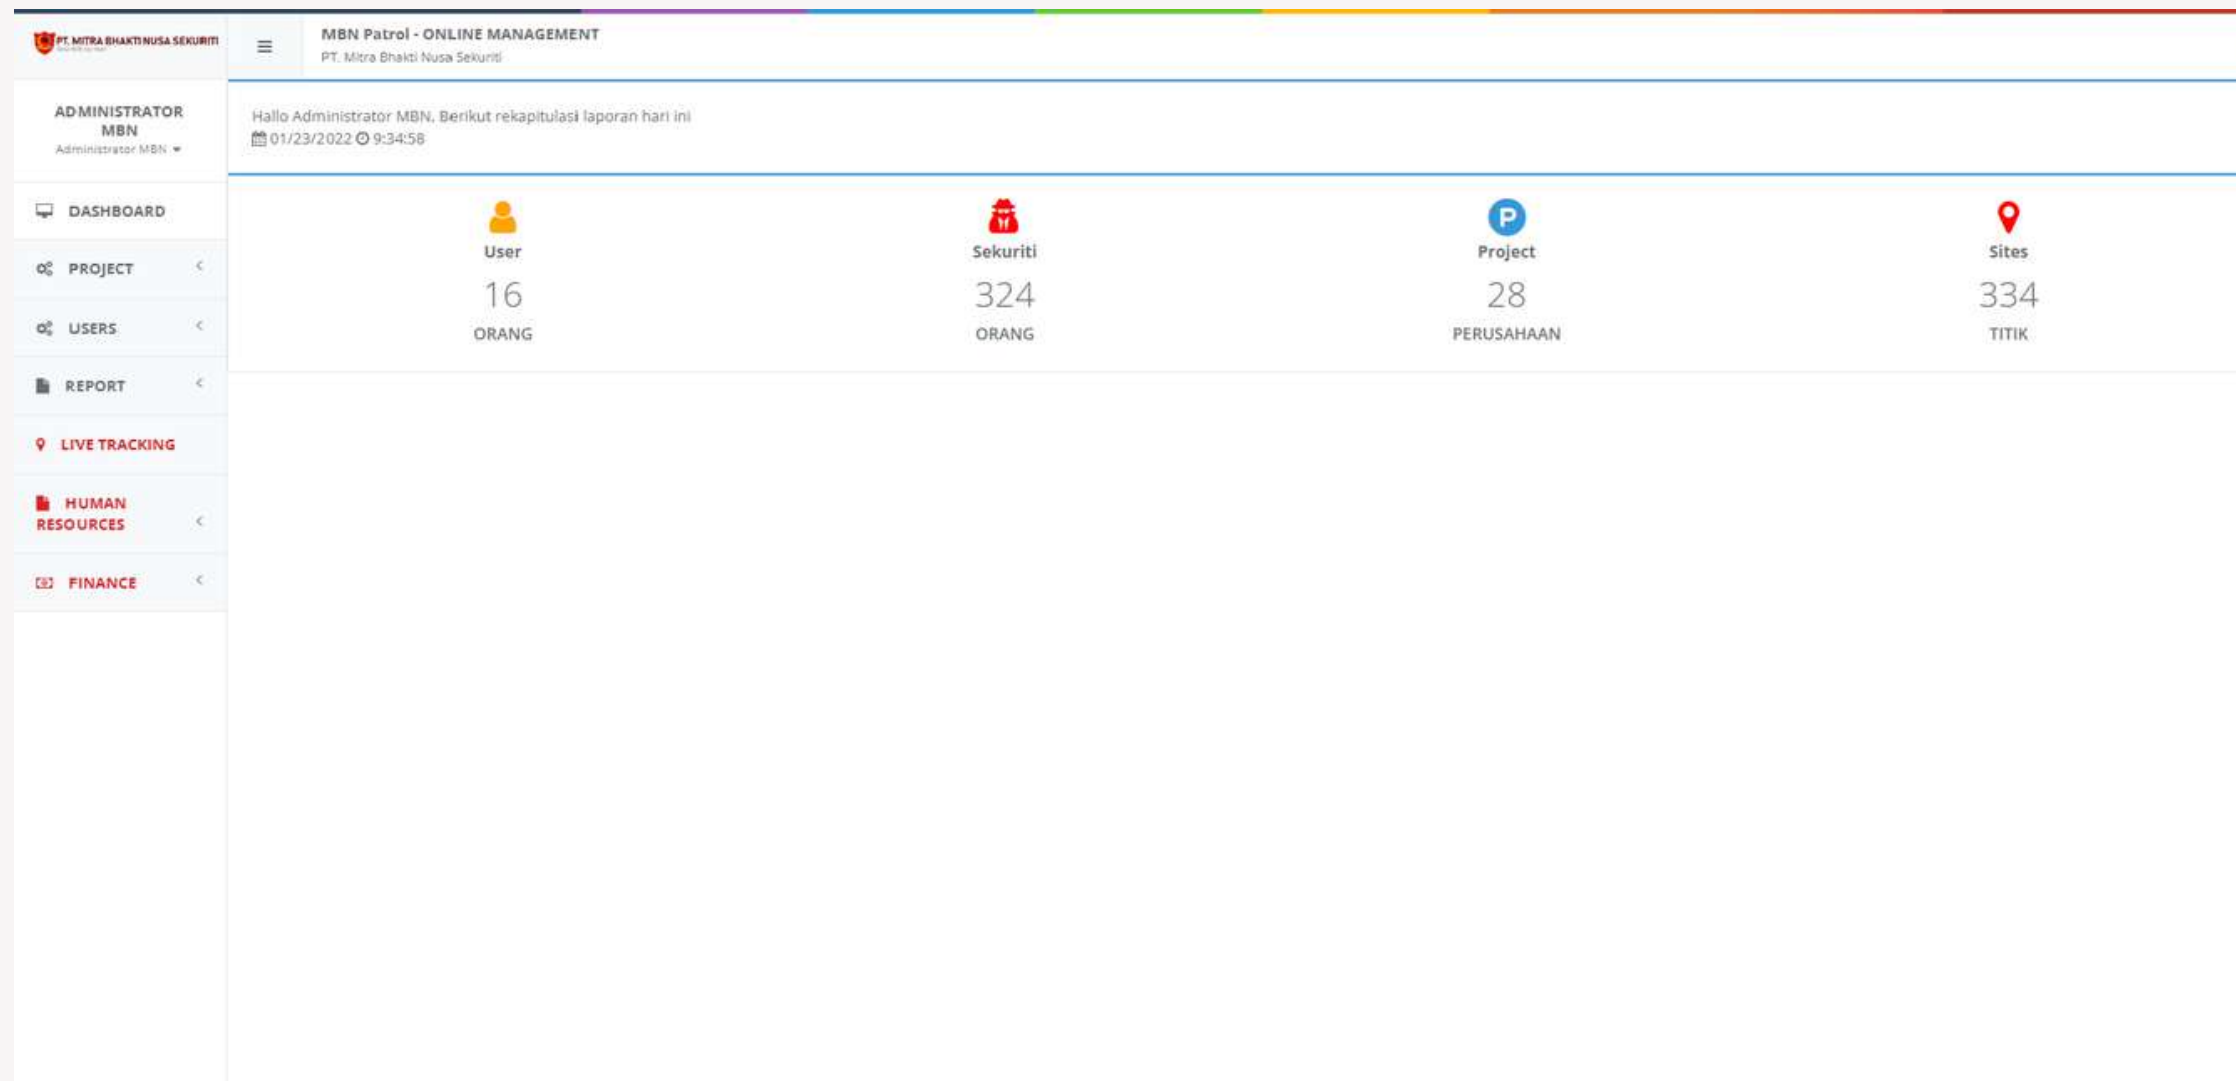 PT. MITRA BHAKTI NUSA SEKURITI
MBN Patrol - ONLINE MANAGEMENT
PT. Mitra Bhakti Nusa Sekuriti
ADMINISTRATOR
MBN
Administrator MBN
Hallo Administrator MBN, Berikut rekapitulasi laporan hari ini
01/23/2022 9:34:58
DASHBOARD
PROJECT
USERS
REPORT
LIVE TRACKING
HUMAN
RESOURCES
FINANCE
User
16
ORANG
Sekuriti
324
ORANG
P
Project
28
PERUSAHAAN
Sites
334
TITIK